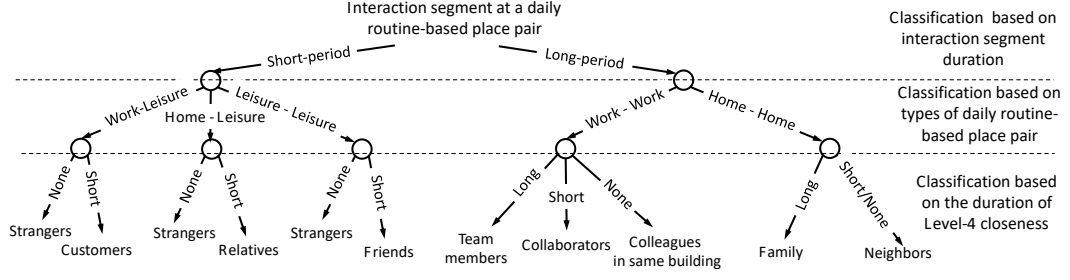 Interaction segment at a daily
routine-based place pair
Classification based on
interaction segment
duration
Short-period
Long-period
Classification based on
types of daily routine-
based place pair
Work-Leisure
Home - Leisure
Leisure - Leisure
Work - Work
Home - Home
Classification based
on the duration of
Level-4 closeness
None
Short
None
Short
None
Short
Long
Short
None
Long
Short/None
Strangers
Customers
Strangers
Relatives
Strangers
Friends
Team
members
Collaborators
Colleagues
in same building
Family
Neighbors